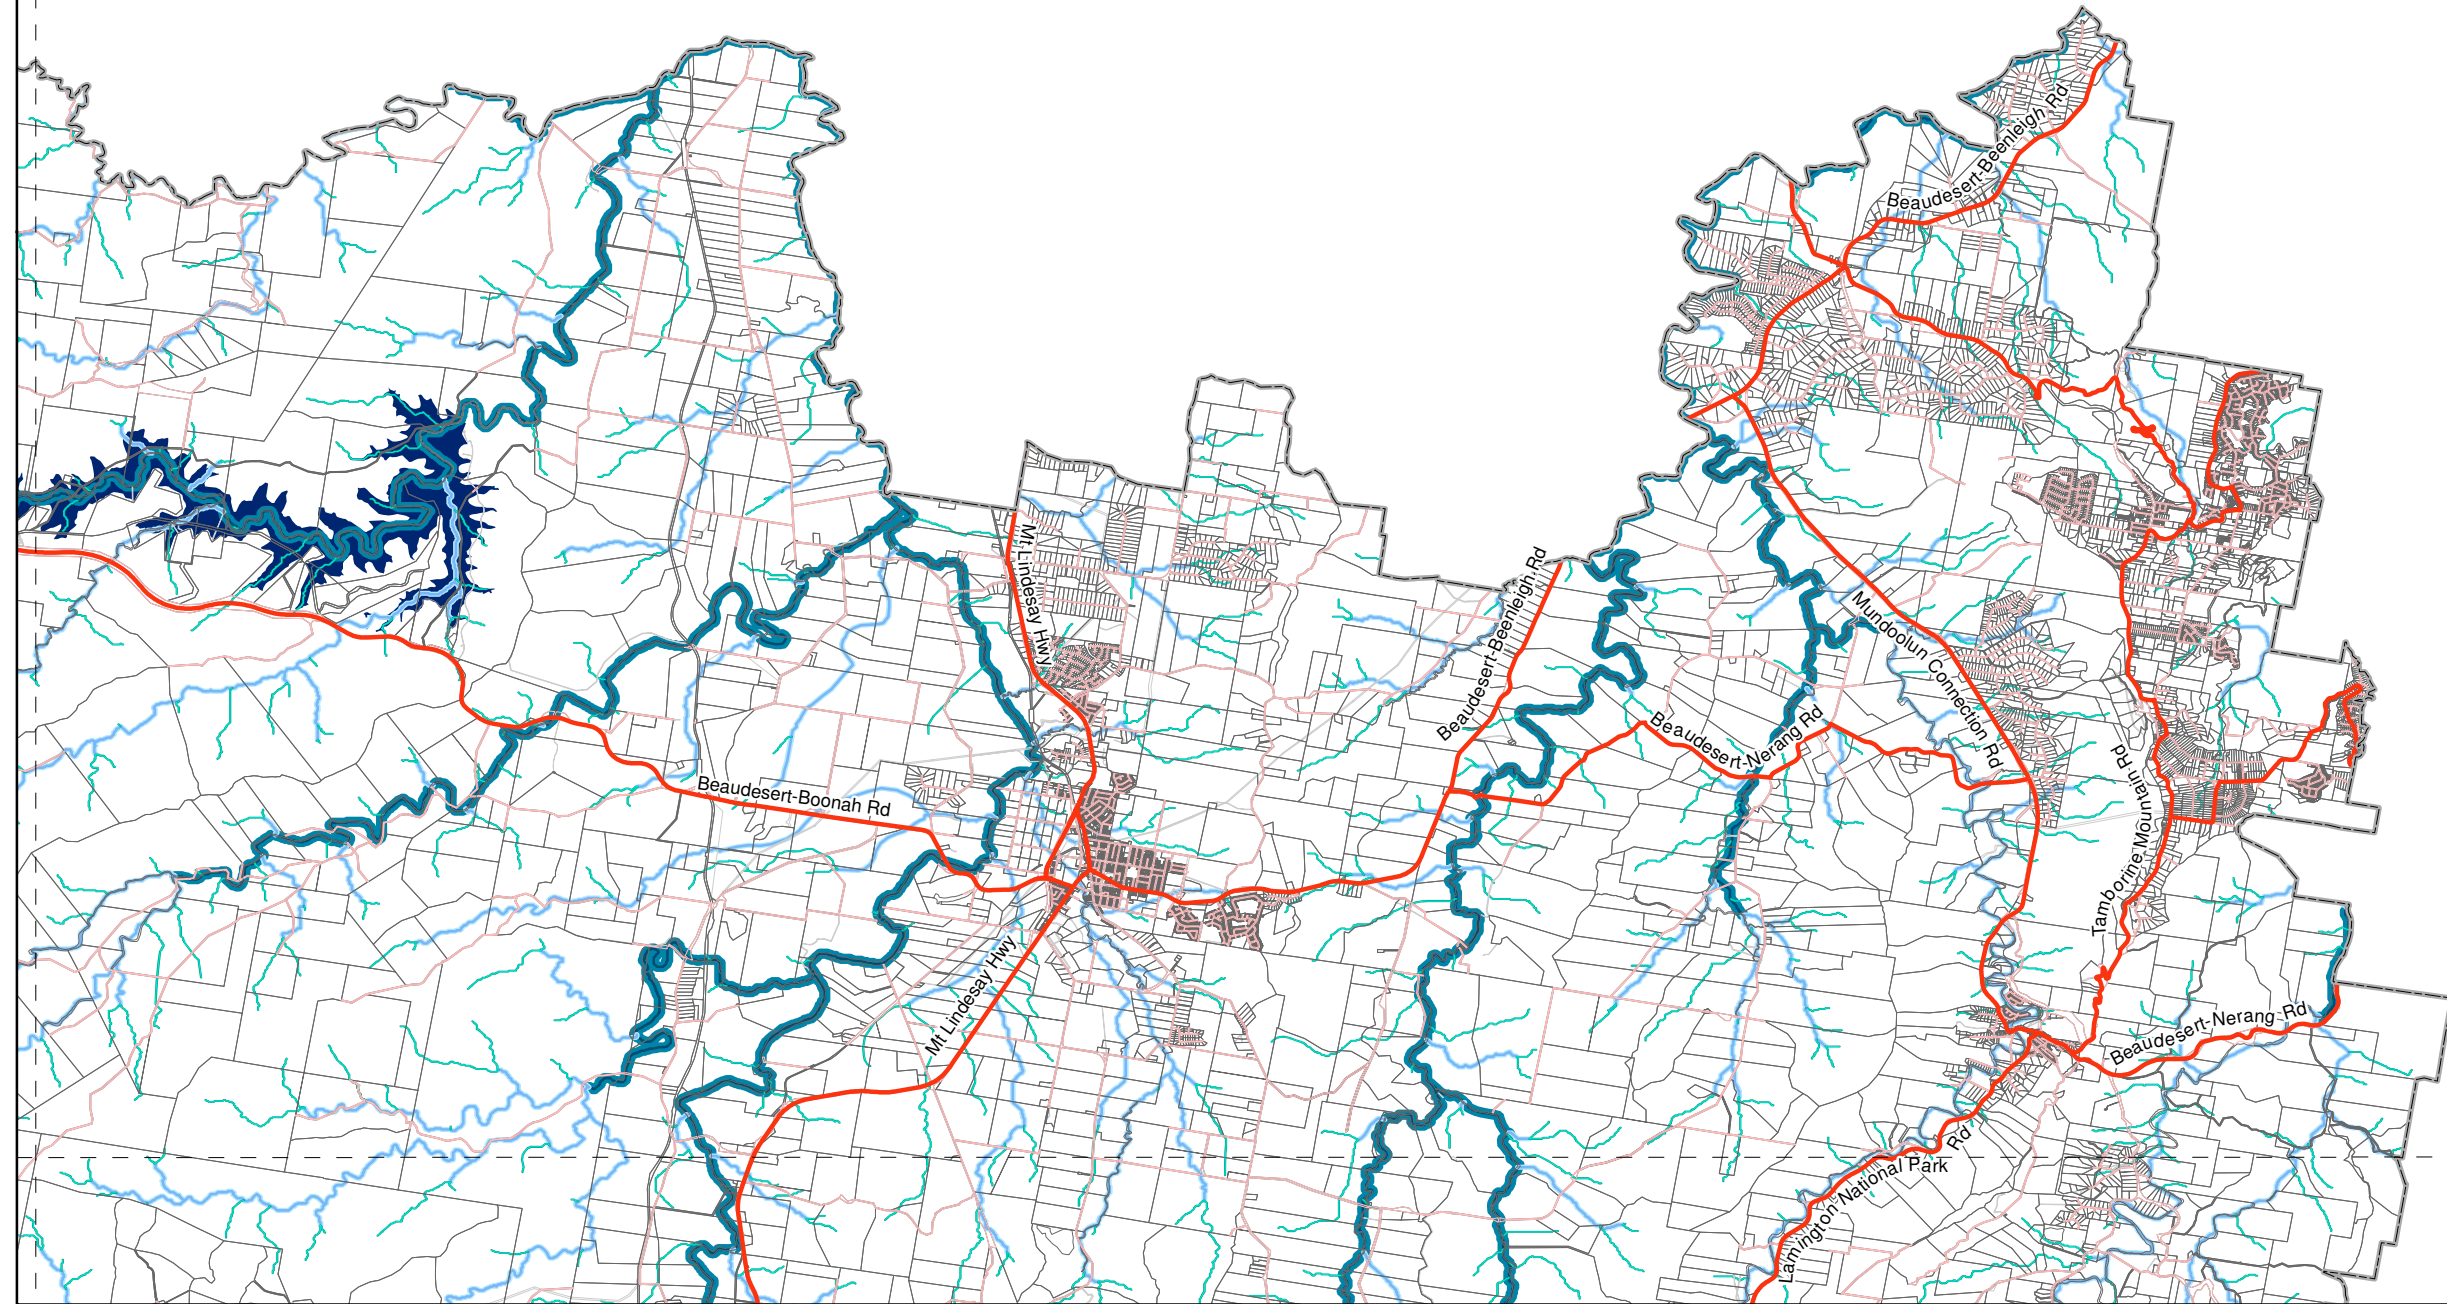 Beaudesert-Beenleigh Rd
Mt Lindesay Hwy
Beaudesert-Beenleigh Rd
Mundoolun Connection Rd
Beaudesert-Nerang Rd
Tamborine Mountain Rd
Beaudesert-Boonah Rd
Mt Lindesay Hwy
Beaudesert-Nerang Rd
Lamington National Park Rd